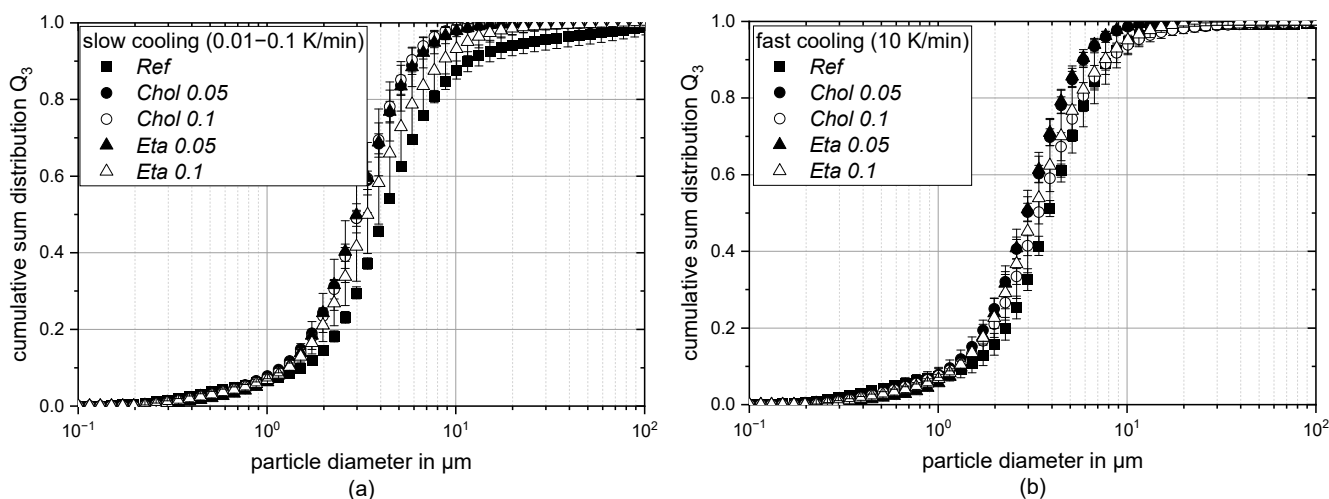 1.0
0.8
0.6
0.4
0.2
0.0
cumulative sum distribution Q₃
slow cooling (0.01−0.1 K/min)
Ref
Chol 0.05
Chol 0.1
Eta 0.05
Eta 0.1
10⁻¹ 10⁰ 10¹ 10²
particle diameter in µm
(a)
1.0
0.8
0.6
0.4
0.2
0.0
cumulative sum distribution Q₃
fast cooling (10 K/min)
Ref
Chol 0.05
Chol 0.1
Eta 0.05
Eta 0.1
10⁻¹ 10⁰ 10¹ 10²
particle diameter in µm
(b)